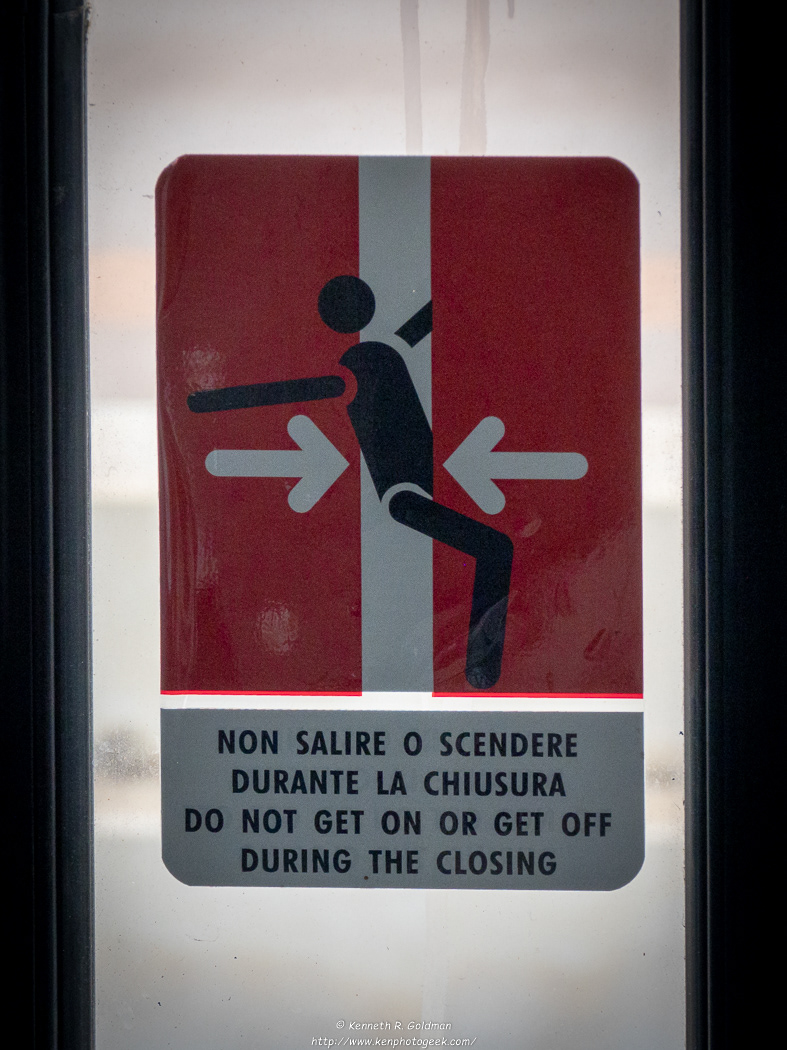 NON SALIRE O SCENDERE
DURANTE LA CHIUSURA
DO NOT GET ON OR GET OFF
DURING THE CLOSING
© Kenneth R. Goldman
http://www.kenphotogeek.com/